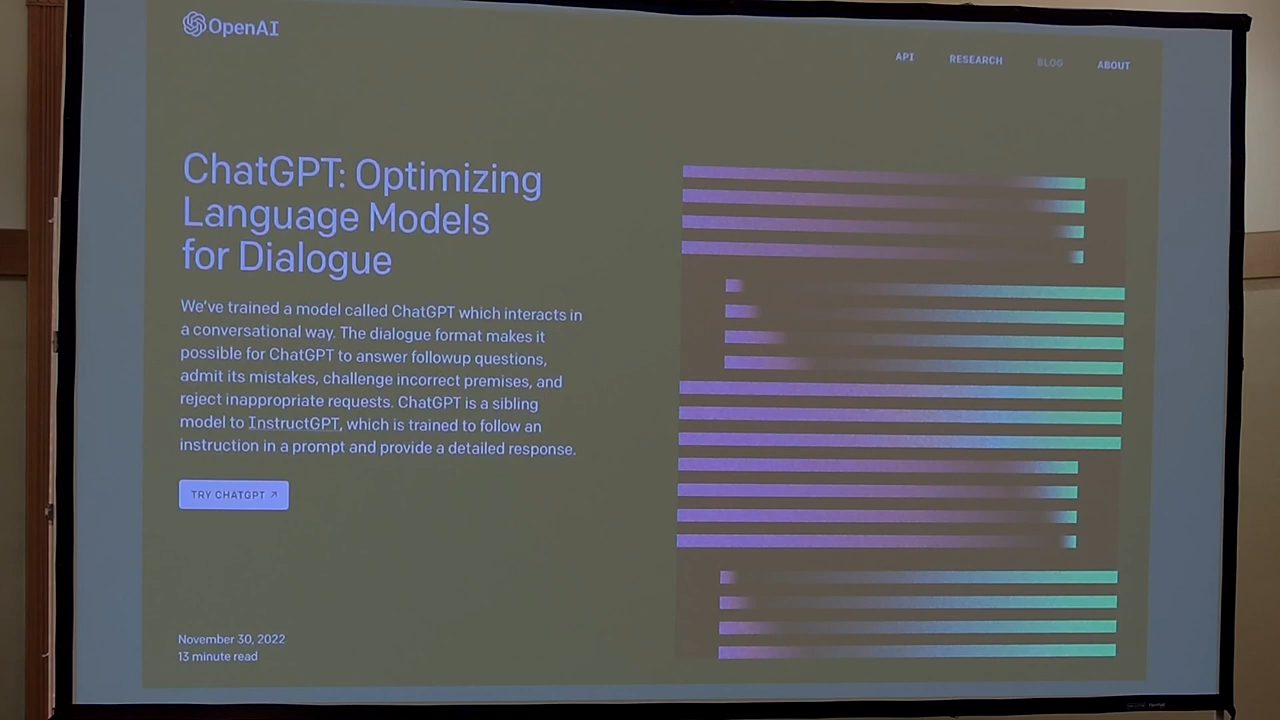 OpenAI
API RESEARCH BLOG ABOUT
ChatGPT: Optimizing
Language Models
for Dialogue
We've trained a model called ChatGPT which interacts in
a conversational way. The dialogue format makes it
possible for ChatGPT to answer followup questions,
admit its mistakes, challenge incorrect premises, and
reject inappropriate requests. ChatGPT is a sibling
model to InstructGPT, which is trained to follow an
instruction in a prompt and provide a detailed response.
TRY CHATGPT ↗
November 30, 2022
13 minute read